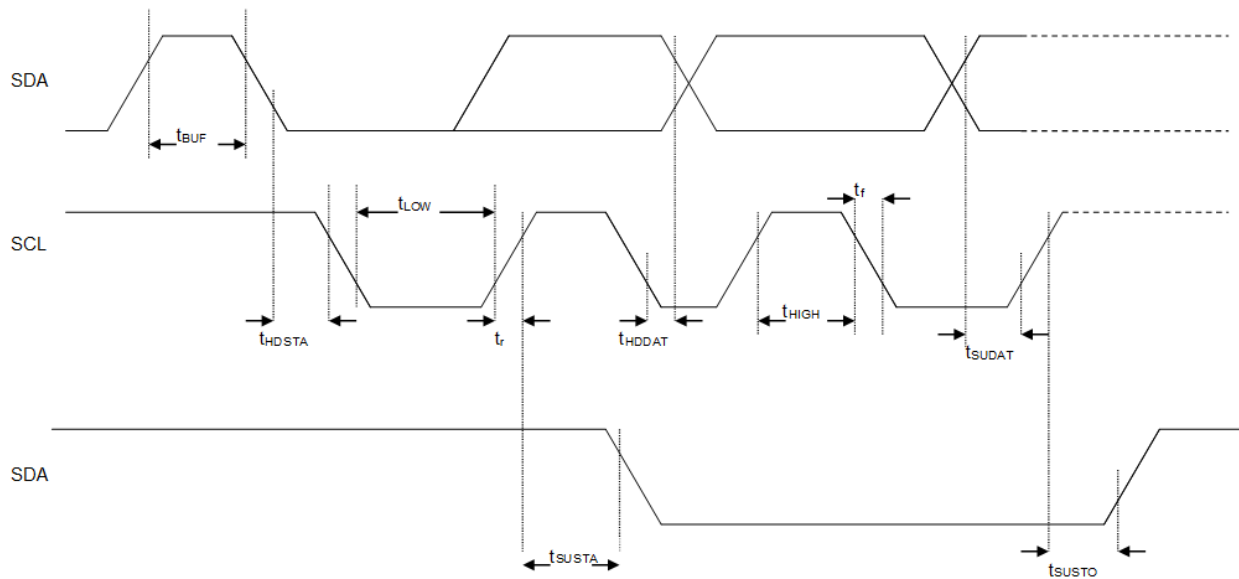 SDA
tBUF
tLOW
tf
SCL
tHDSTA
tr
tHDDAT
tHIGH
tSUDAT
SDA
tSUSTA
tSUSTO